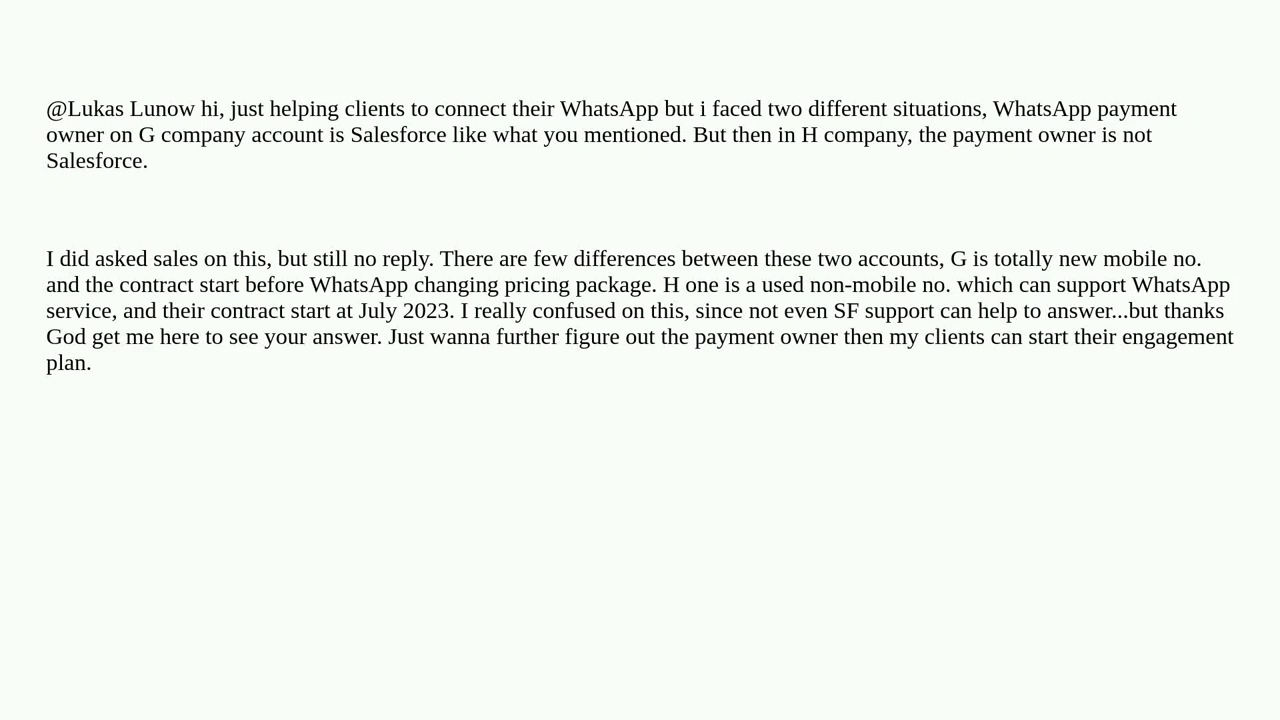 @Lukas Lunow hi, just helping clients to connect their WhatsApp but i faced two different situations, WhatsApp payment
owner on G company account is Salesforce like what you mentioned. But then in H company, the payment owner is not
Salesforce.
I did asked sales on this, but still no reply. There are few differences between these two accounts, G is totally new mobile no.
and the contract start before WhatsApp changing pricing package. H one is a used non-mobile no. which can support WhatsApp
service, and their contract start at July 2023. I really confused on this, since not even SF support can help to answer...but thanks
God get me here to see your answer. Just wanna further figure out the payment owner then my clients can start their engagement
plan.